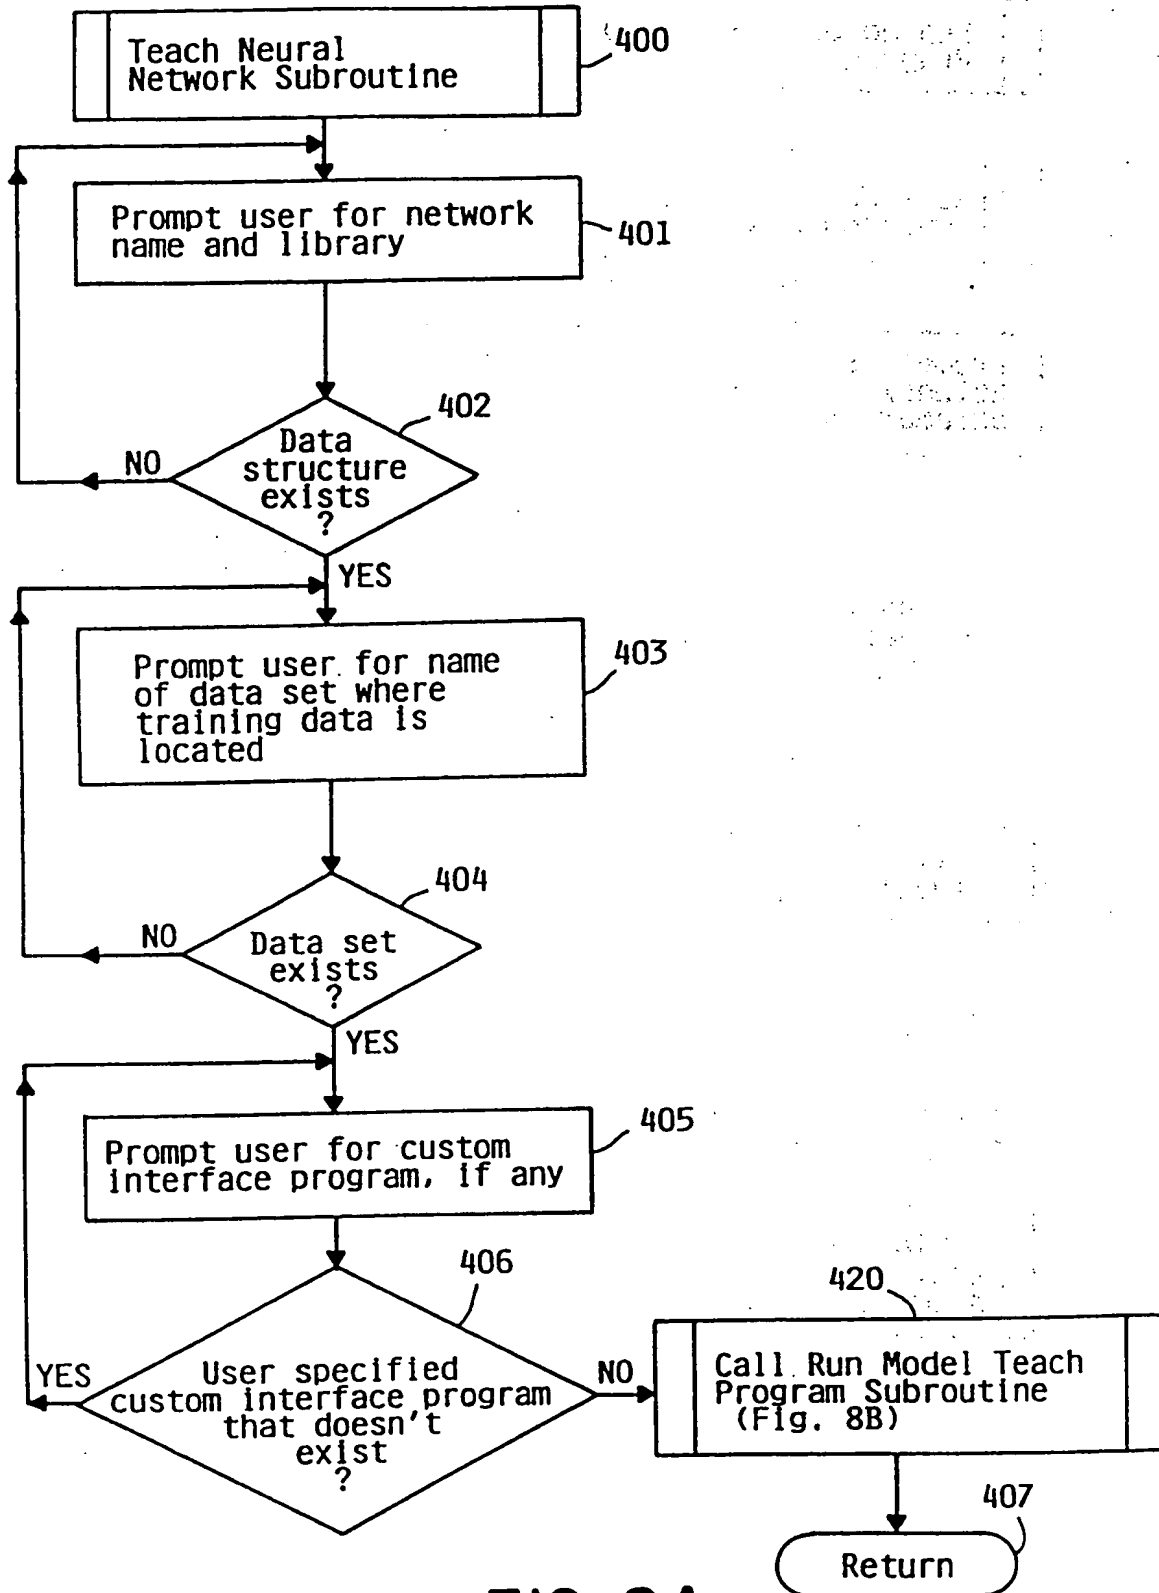 Teach Neural
Network Subroutine
400
Prompt user for network
name and library
401
402
Data
structure
exists
?
NO
YES
Prompt user for name
of data set where
training data is
located
403
404
Data set
exists
?
NO
YES
Prompt user for custom
interface program, if any
405
406
User specified
custom interface program
that doesn't
exist
?
YES
NO
420
Call Run Model Teach
Program Subroutine
(Fig. 8B)
407
Return